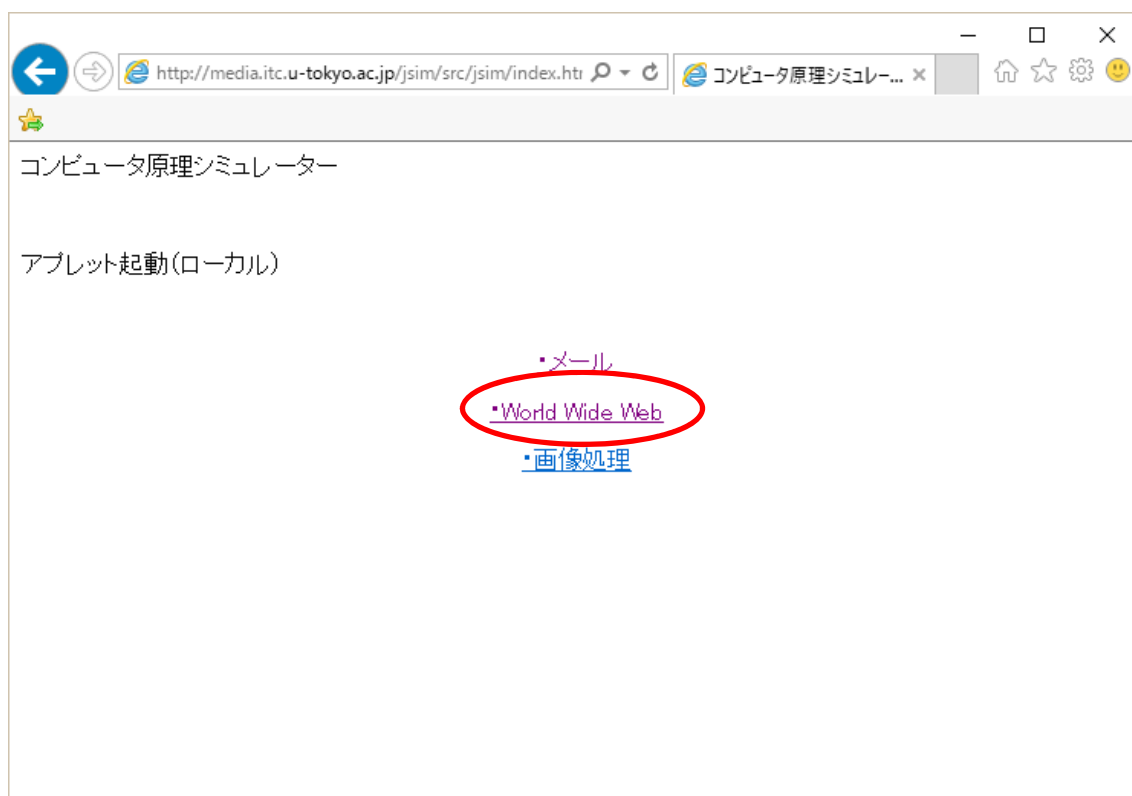 http://media.itc.u-tokyo.ac.jp/jsim/src/jsim/index.htı
コンピュータ原理シミュレー...
コンピュータ原理シミュレーター
アプレット起動(ローカル)
・メール
・World Wide Web
・画像処理